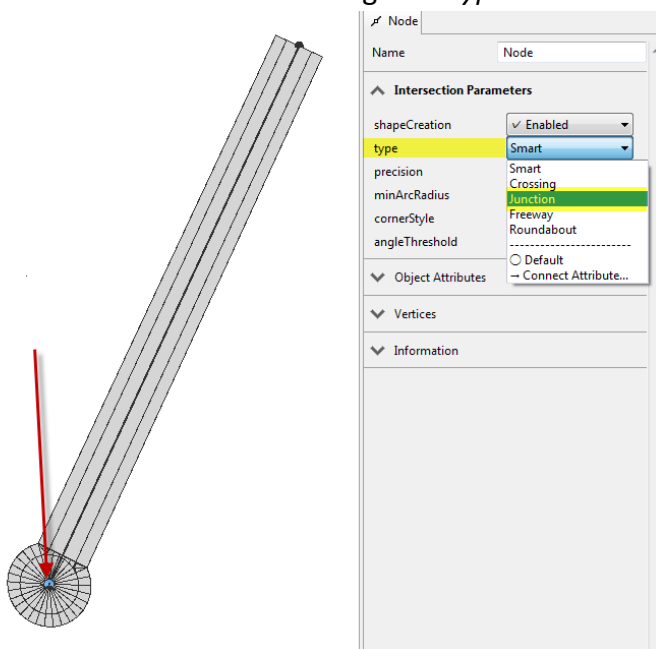 Node
Name Node
Intersection Parameters
shapeCreation ✓ Enabled
type Smart
precision Smart
Crossing
minArcRadius Junction
cornerStyle Freeway
angleThreshold Roundabout
-----------------------
Default
→ Connect Attribute...
Object Attributes
Vertices
Information